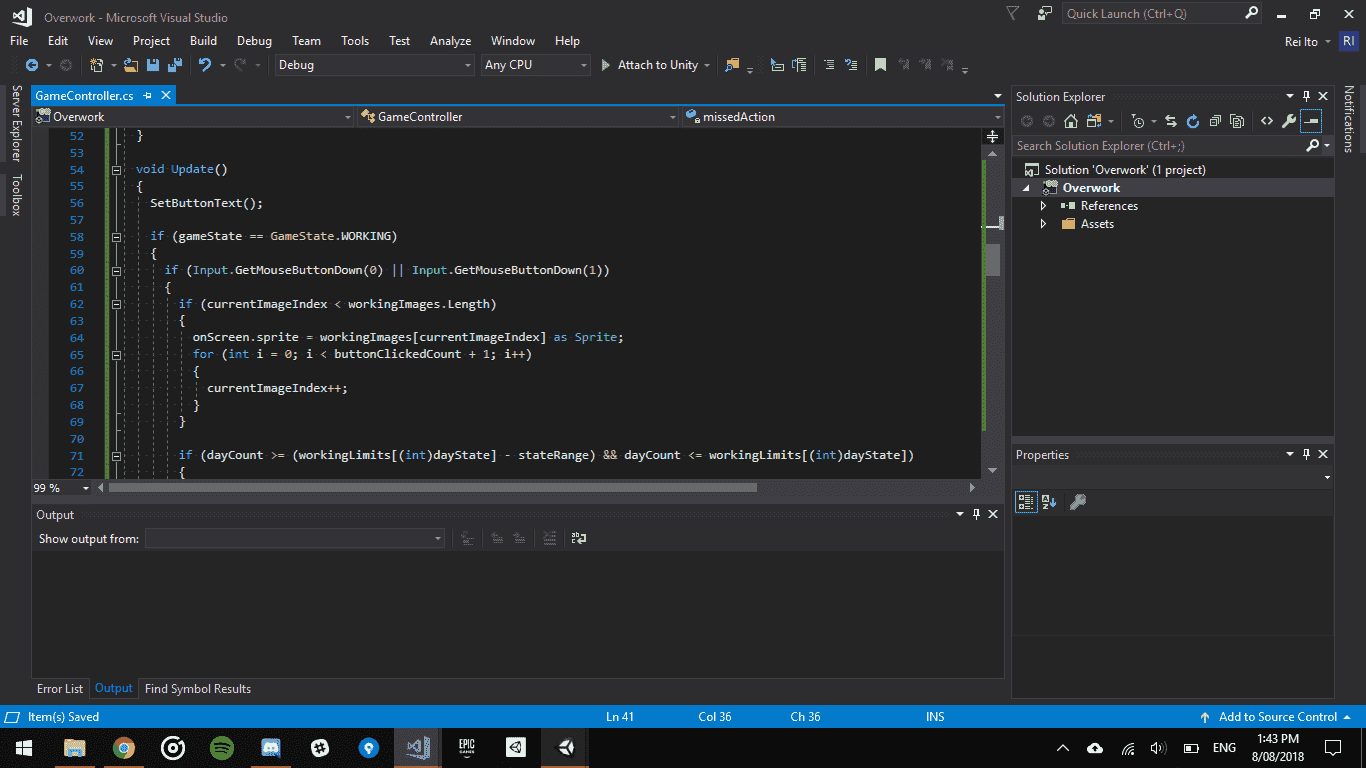 Overwork - Microsoft Visual Studio
Quick Launch (Ctrl+Q)
File Edit View Project Build Debug Team Tools Test Analyze Window Help
Rei Ito RI
Debug Any CPU Attach to Unity
Server Explorer
Toolbox
GameController.cs
Overwork GameController missedAction
52 }
53
54 void Update()
55 {
56 SetButtonText();
57
58 if (gameState == GameState.WORKING)
59 {
60 if (Input.GetMouseButtonDown(0) || Input.GetMouseButtonDown(1))
61 {
62 if (currentImageIndex < workingImages.Length)
63 {
64 onScreen.sprite = workingImages[currentImageIndex] as Sprite;
65 for (int i = 0; i < buttonClickedCount + 1; i++)
66 {
67 currentImageIndex++;
68 }
69 }
70
71 if (dayCount >= (workingLimits[(int)dayState] - stateRange) && dayCount <= workingLimits[(int)dayState])
72 {
99 %
Output
Show output from:
Error List Output Find Symbol Results
Solution Explorer
Search Solution Explorer (Ctrl+;)
Solution 'Overwork' (1 project)
Overwork
References
Assets
Properties
Notifications
Item(s) Saved Ln 41 Col 36 Ch 36 INS Add to Source Control
EPIC GAMES
ENG
1:43 PM
8/08/2018